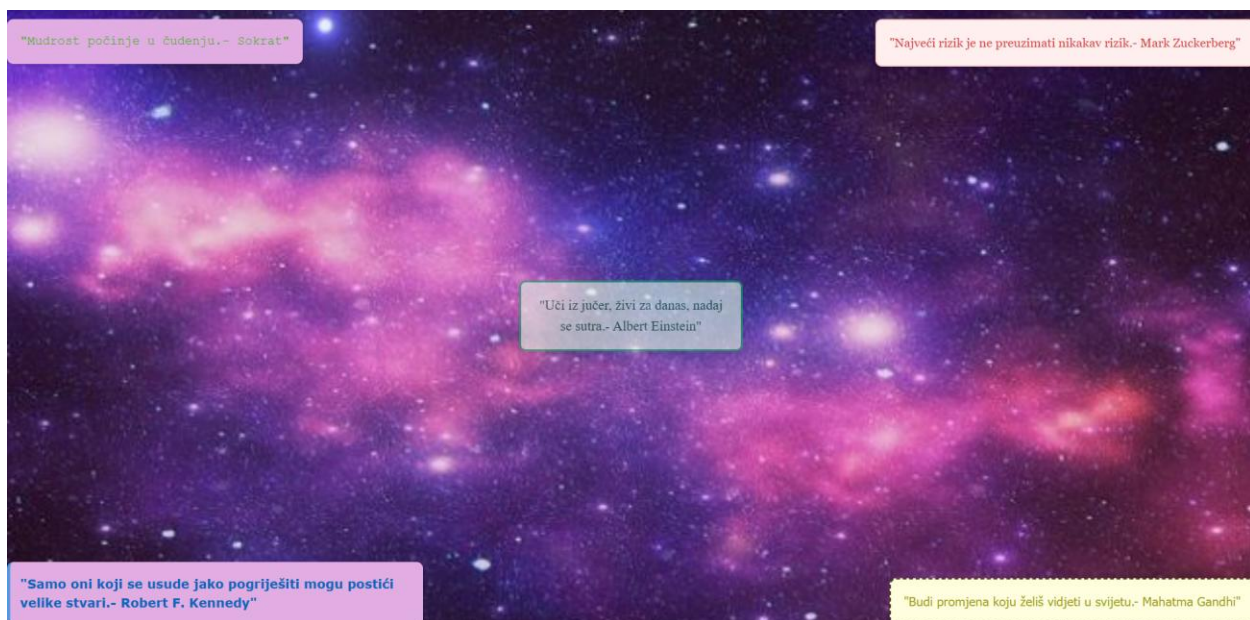 "Mudrost počinje u čuđenju.- Sokrat"
"Najveći rizik je ne preuzimati nikakav rizik.- Mark Zuckerberg"
"Uči iz jučer, živi za danas, nadaj
se sutra.- Albert Einstein"
"Samo oni koji se usude jako pogriješiti mogu postići
velike stvari.- Robert F. Kennedy"
"Budi promjena koju želiš vidjeti u svijetu.- Mahatma Gandhi"